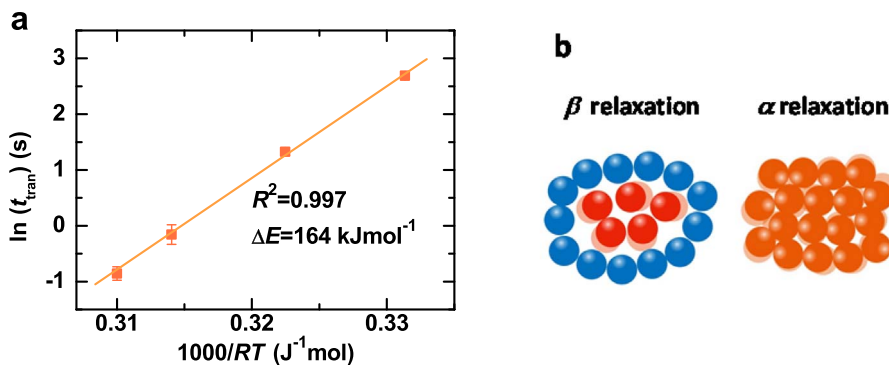 a
ln (t_tran) (s)
3
2
1
0
-1
R²=0.997
ΔE=164 kJmol⁻¹
0.31
0.32
0.33
1000/RT (J⁻¹mol)
b
β relaxation
α relaxation